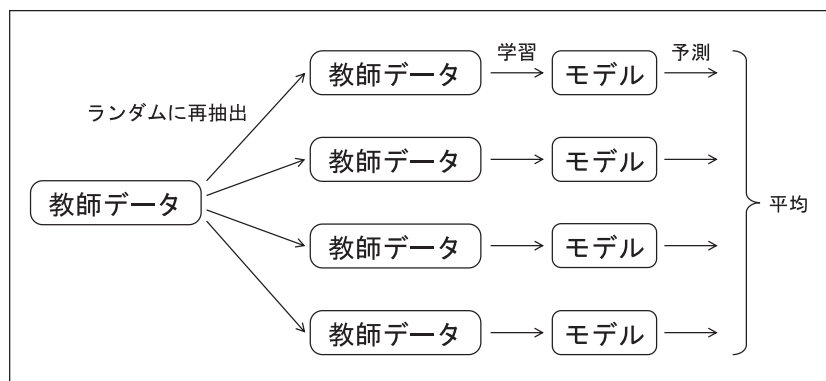 学習
予測
教師データ
モデル
ランダムに再抽出
教師データ
モデル
教師データ
平均
教師データ
モデル
教師データ
モデル